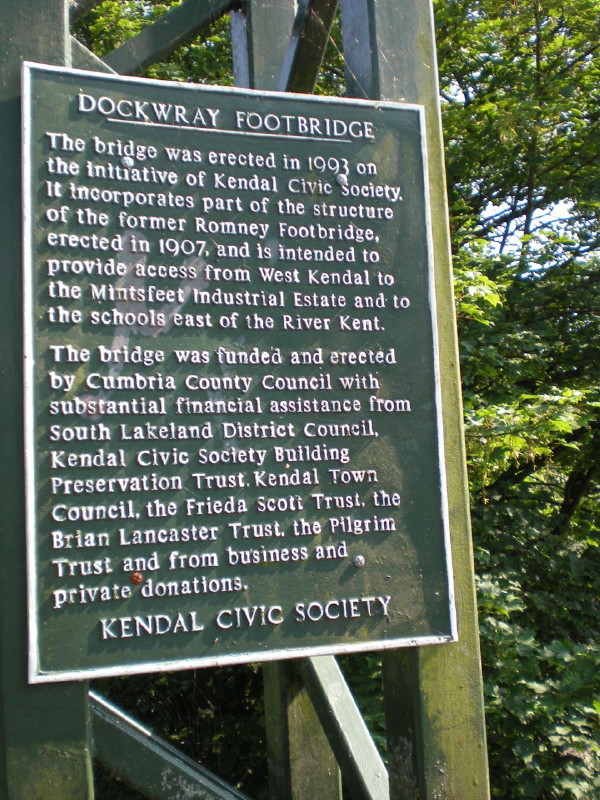 DOCKWRAY FOOTBRIDGE
The bridge was erected in 1993 on
the initiative of Kendal Civic Society.
It incorporates part of the structure
of the former Romney Footbridge,
erected in 1907, and is intended to
provide access from West Kendal to
the Mintsfeet Industrial Estate and to
the schools east of the River Kent.
The bridge was funded and erected
by Cumbria County Council with
substantial financial assistance from
South Lakeland District Council,
Kendal Civic Society Building
Preservation Trust, Kendal Town
Council, the Frieda Scott Trust, the
Brian Lancaster Trust, the Pilgrim
Trust and from business and
private donations.
KENDAL CIVIC SOCIETY